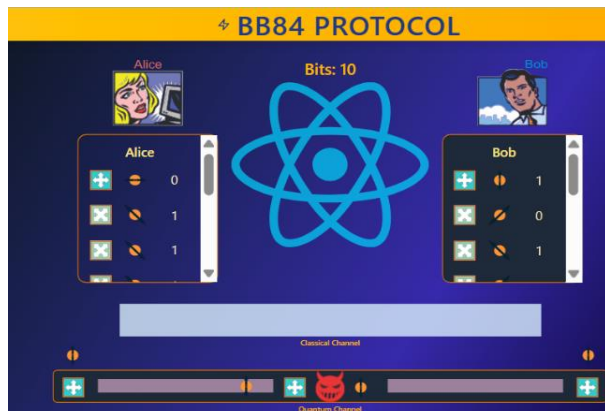 BB84 PROTOCOL
Alice
Bob
Bits: 10
Alice
0
1
1
Bob
1
0
1
Classical Channel
Quantum Channel